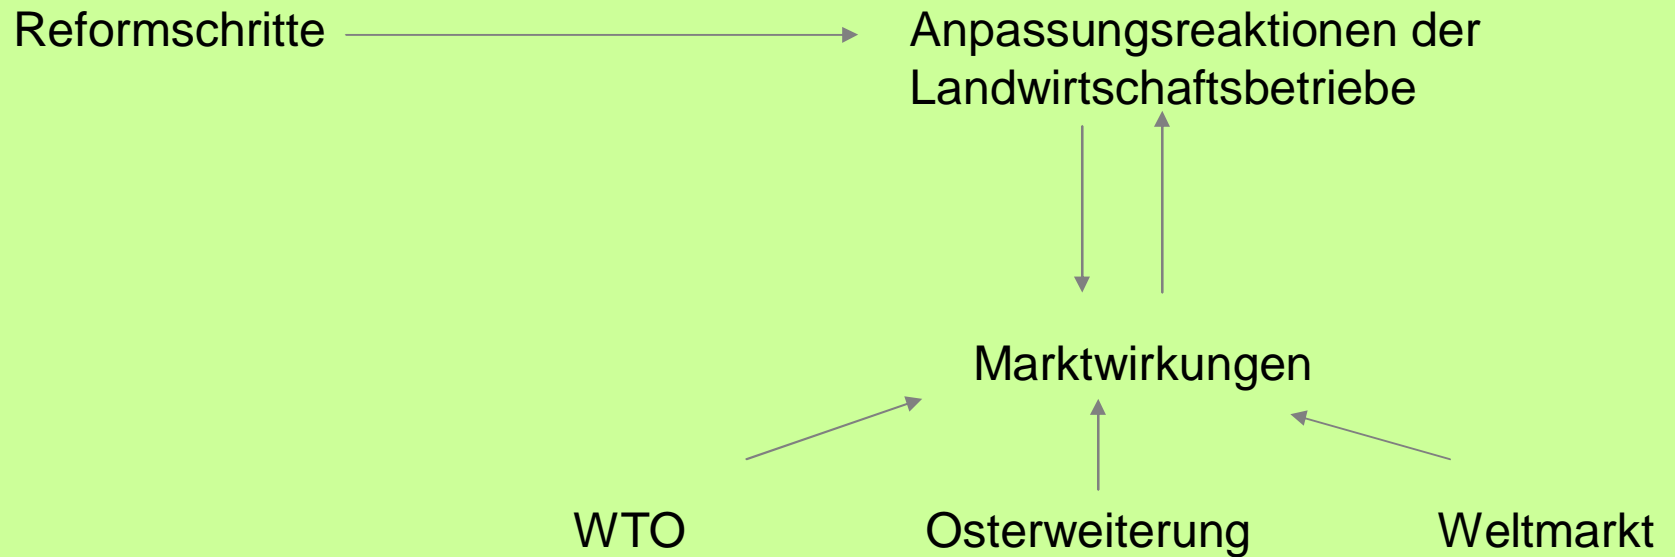 Reformschritte
Anpassungsreaktionen der
Landwirtschaftsbetriebe
Marktwirkungen
WTO
Osterweiterung
Weltmarkt